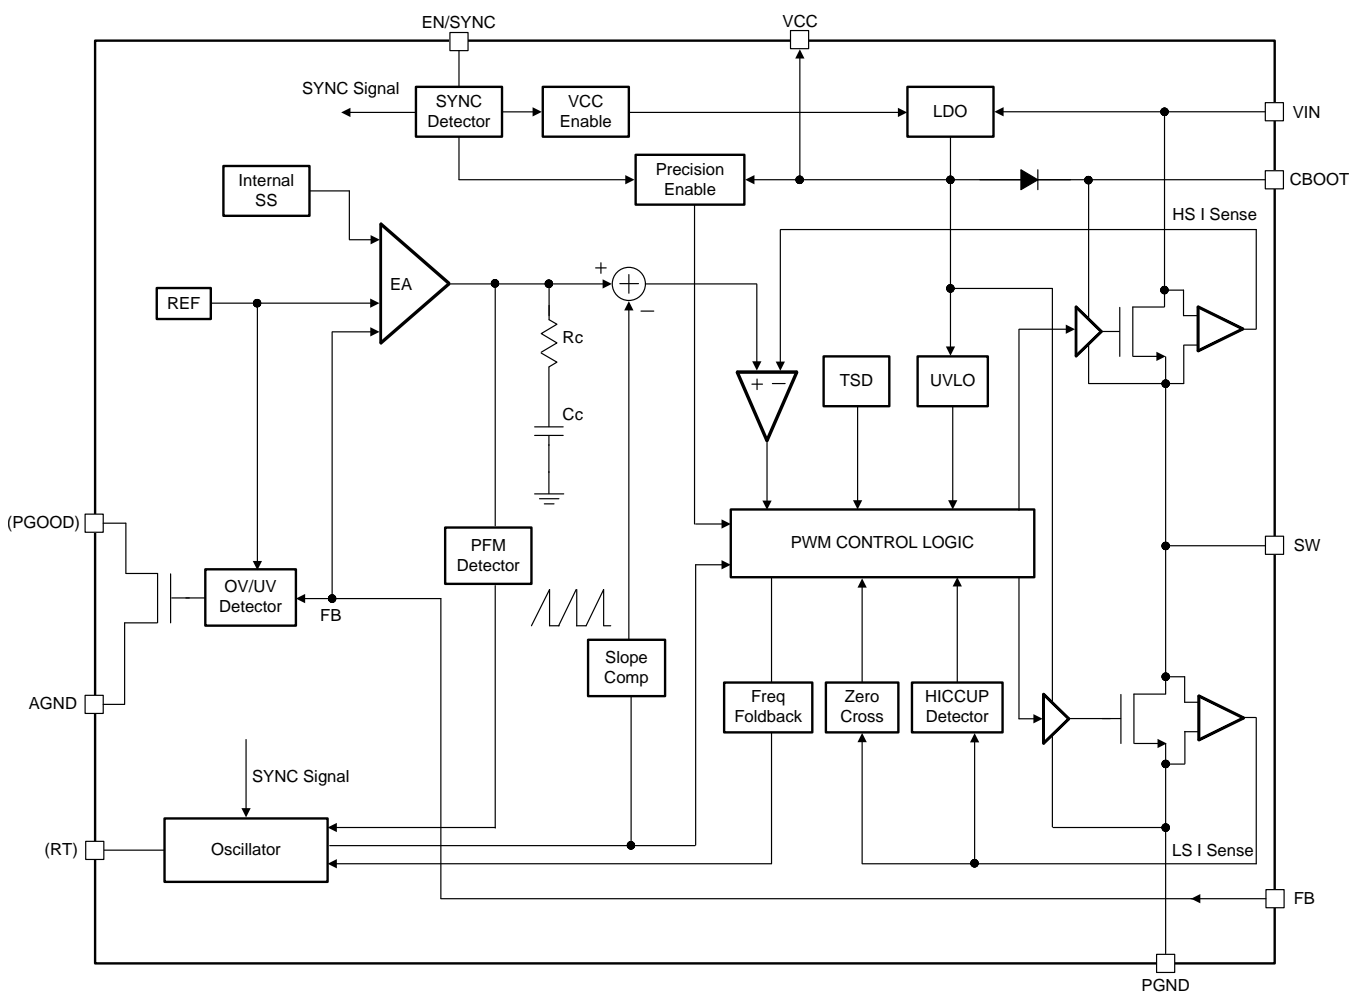 EN/SYNC
VCC
SYNC Signal
SYNC
Detector
VCC
Enable
LDO
VIN
Precision
Enable
CBOOT
Internal
SS
HS I Sense
EA
+
+
−
REF
Rc
TSD
UVLO
+ −
Cc
(PGOOD)
PFM
Detector
PWM CONTROL LOGIC
SW
OV/UV
Detector
FB
Slope
Comp
AGND
Freq
Foldback
Zero
Cross
HICCUP
Detector
SYNC Signal
(RT)
Oscillator
LS I Sense
FB
PGND